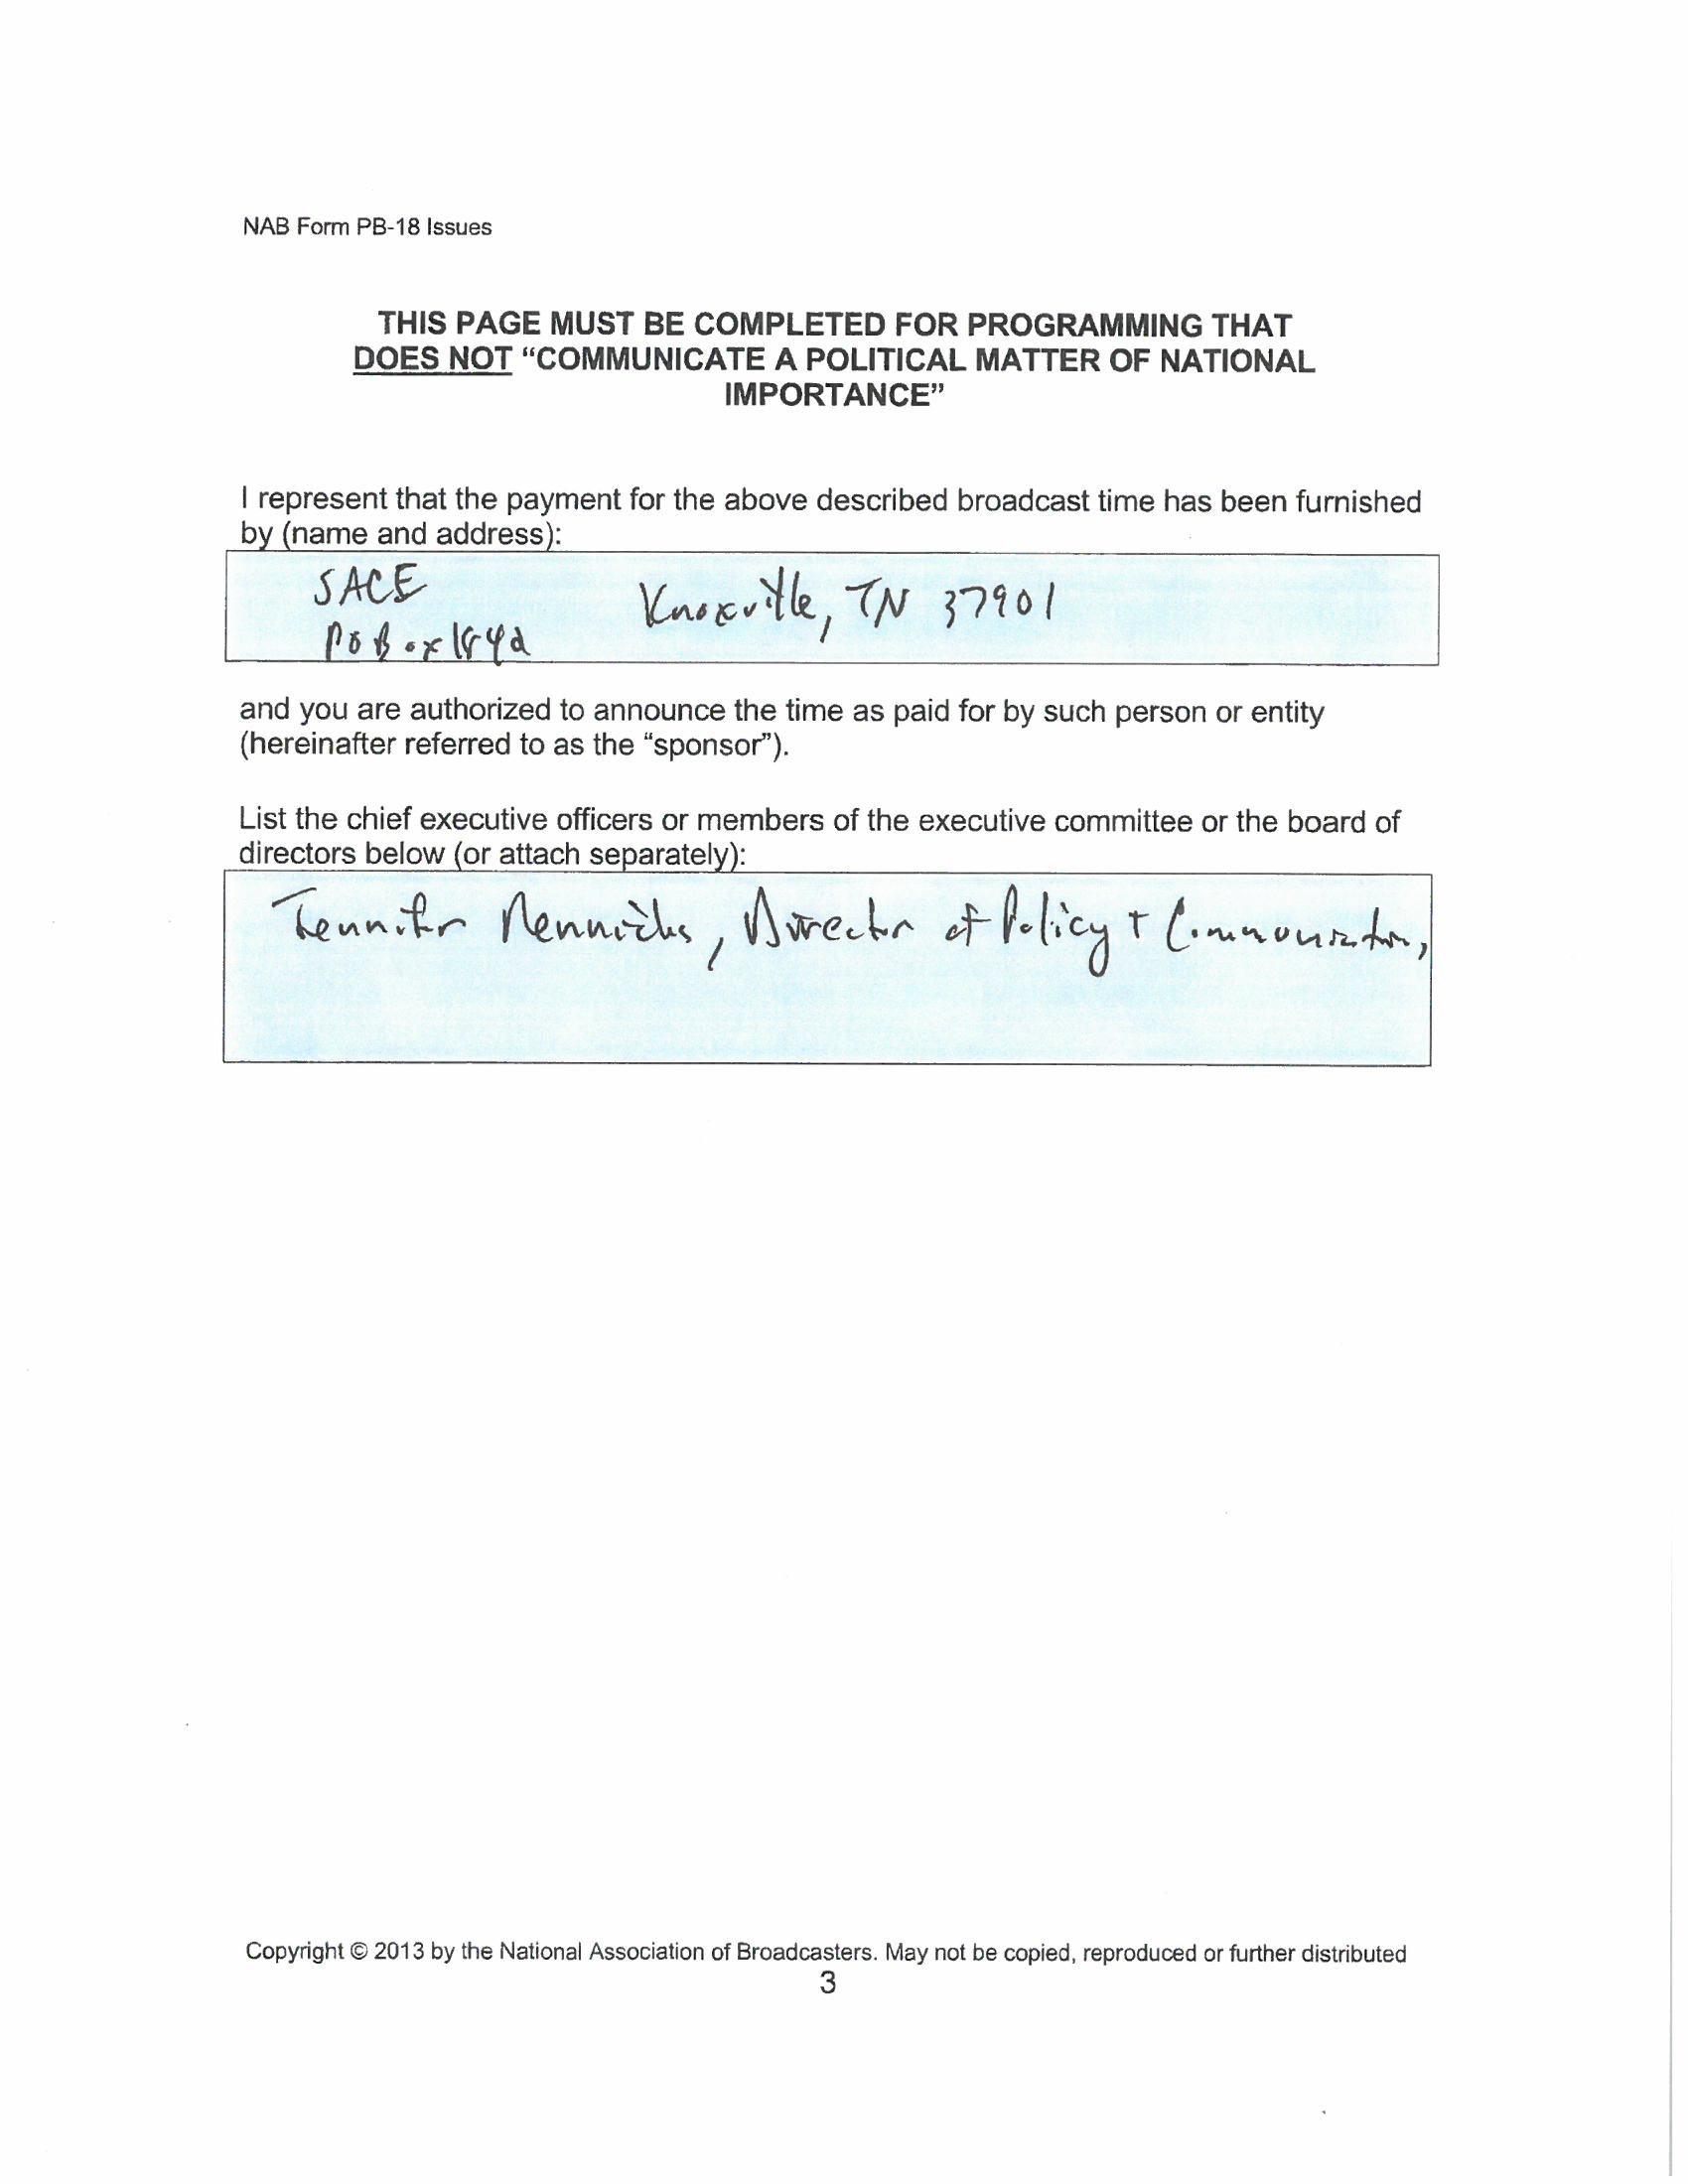 NAB Form PB-18 Issues
THIS PAGE MUST BE COMPLETED FOR PROGRAMMING THAT
DOES NOT “COMMUNICATE A POLITICAL MATTER OF NATIONAL
IMPORTANCE”
I represent that the payment for the above described broadcast time has been furnished
by (name and address):
SACE
PO Box 1842
Knoxville, TN 37901
and you are authorized to announce the time as paid for by such person or entity
(hereinafter referred to as the “sponsor”).
List the chief executive officers or members of the executive committee or the board of
directors below (or attach separately):
Jennifer Rennicks, Director of Policy + Communication,
Copyright © 2013 by the National Association of Broadcasters. May not be copied, reproduced or further distributed
3